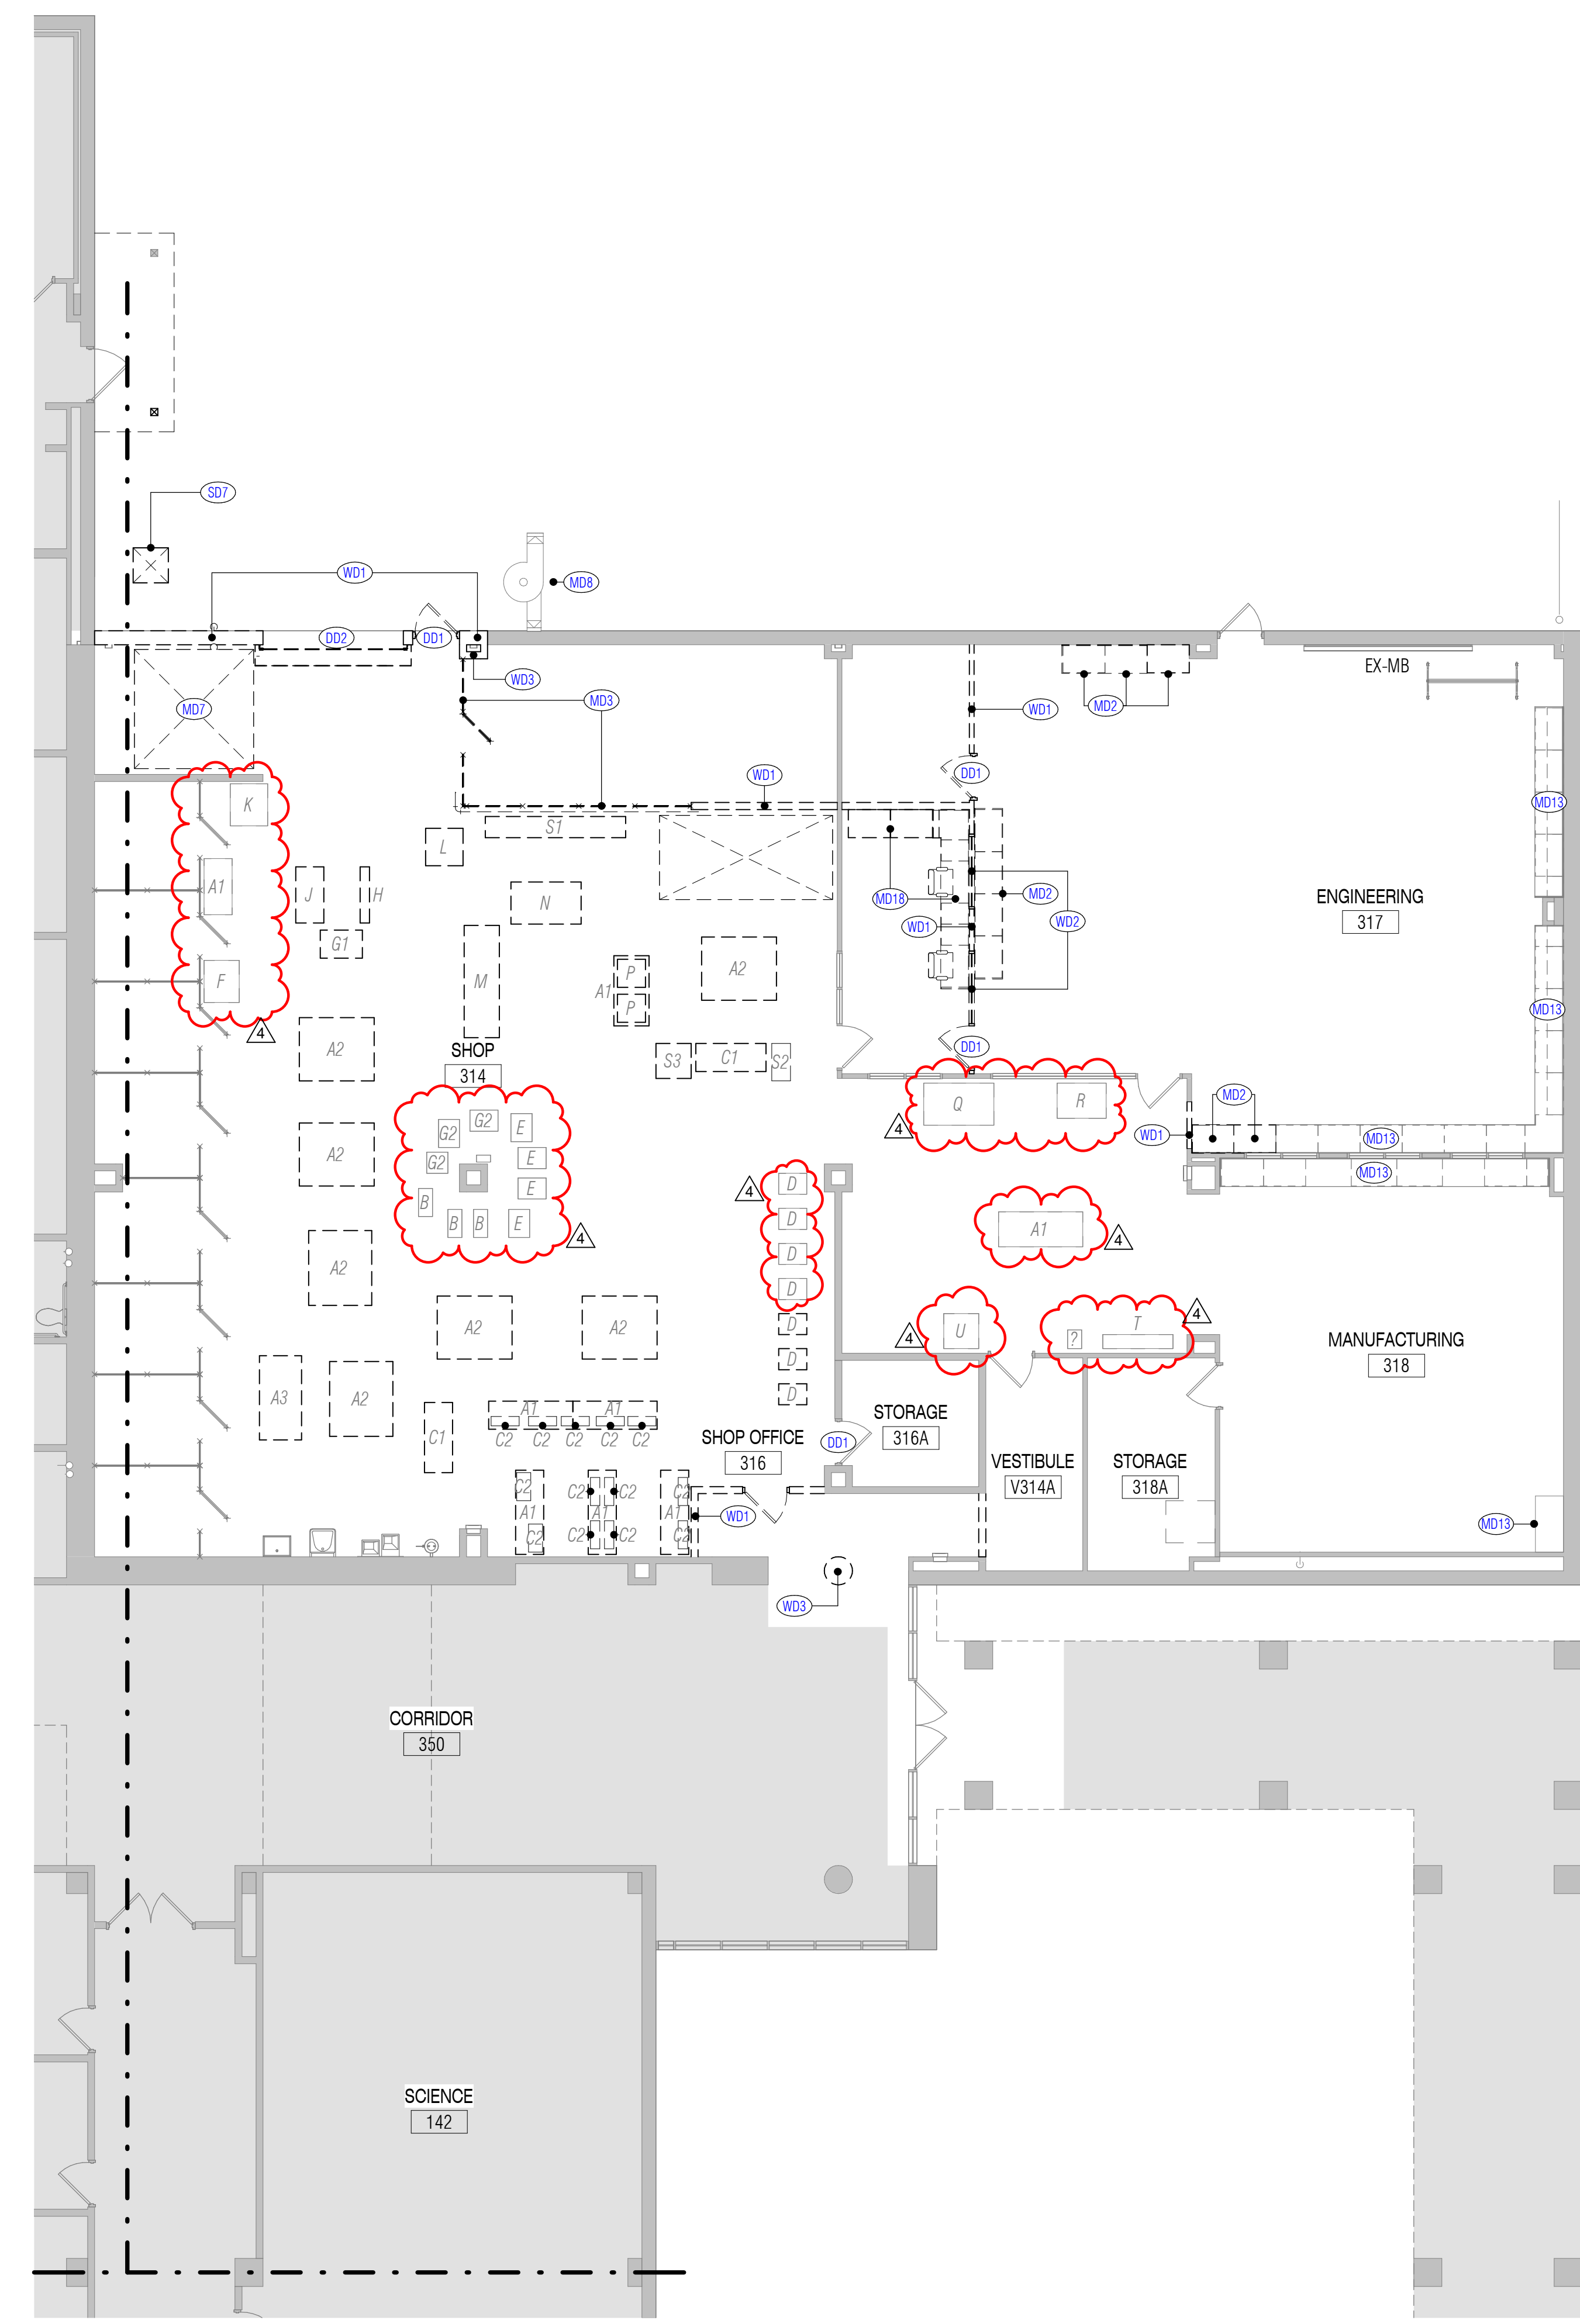 SD7
WD1
MD8
DD2
DD1
WD3
MD3
MD7
EX-MB
WD1
MD2
DD1
WD1
MD13
K
S1
L
A1
J
H
N
MD18
MD2
WD2
WD1
ENGINEERING
317
G1
F
M
P
A1
P
A2
MD13
4
A2
SHOP
314
S3
C1
S2
DD1
Q
R
MD2
4
WD1
MD13
MD13
G2
G2
E
G2
E
E
B
B
B
E
4
A2
4
D
D
D
D
D
D
D
A1
4
A2
A2
A2
U
4
?
T
4
MANUFACTURING
318
A3
A2
C1
A1
A1
C2
C2
C2
C2
C2
SHOP OFFICE
316
DD1
STORAGE
316A
VESTIBULE
V314A
STORAGE
318A
C2
A1
C2
C2
C2
A1
C2
C2
C2
A1
C2
WD1
MD13
WD3
CORRIDOR
350
SCIENCE
142